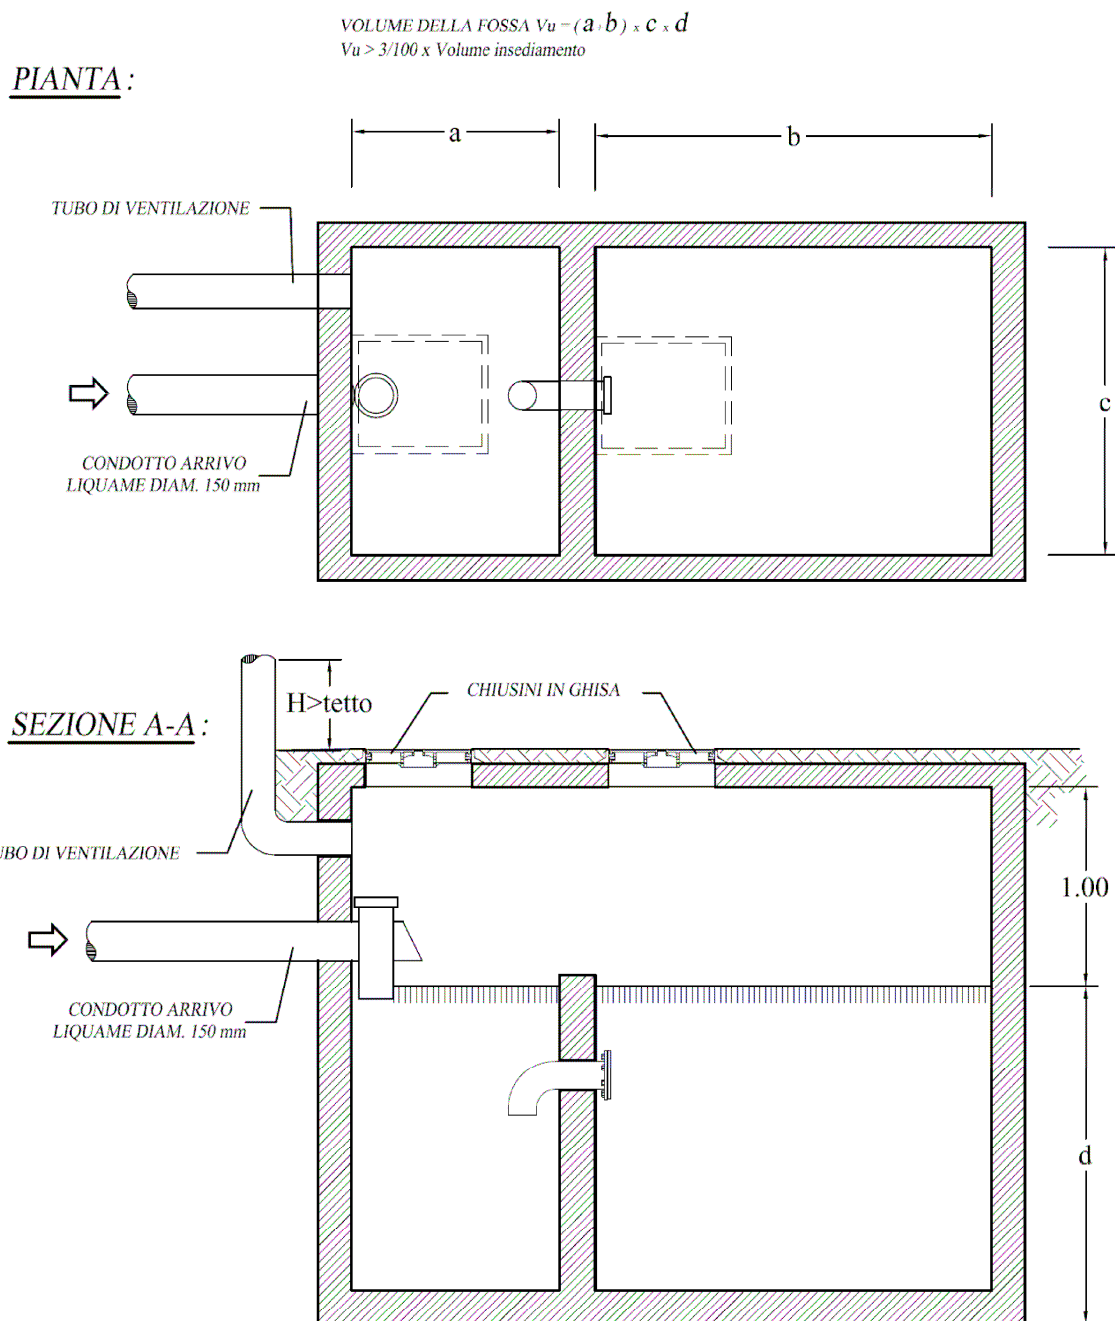 VOLUME DELLA FOSSA Vu = (a+b) x c x d
Vu > 3/100 x Volume insediamento
PIANTA:
a
b
TUBO DI VENTILAZIONE
c
CONDOTTO ARRIVO
LIQUAME DIAM. 150 mm
H>tetto
CHIUSINI IN GHISA
SEZIONE A-A:
UBO DI VENTILAZIONE
1.00
CONDOTTO ARRIVO
LIQUAME DIAM. 150 mm
d